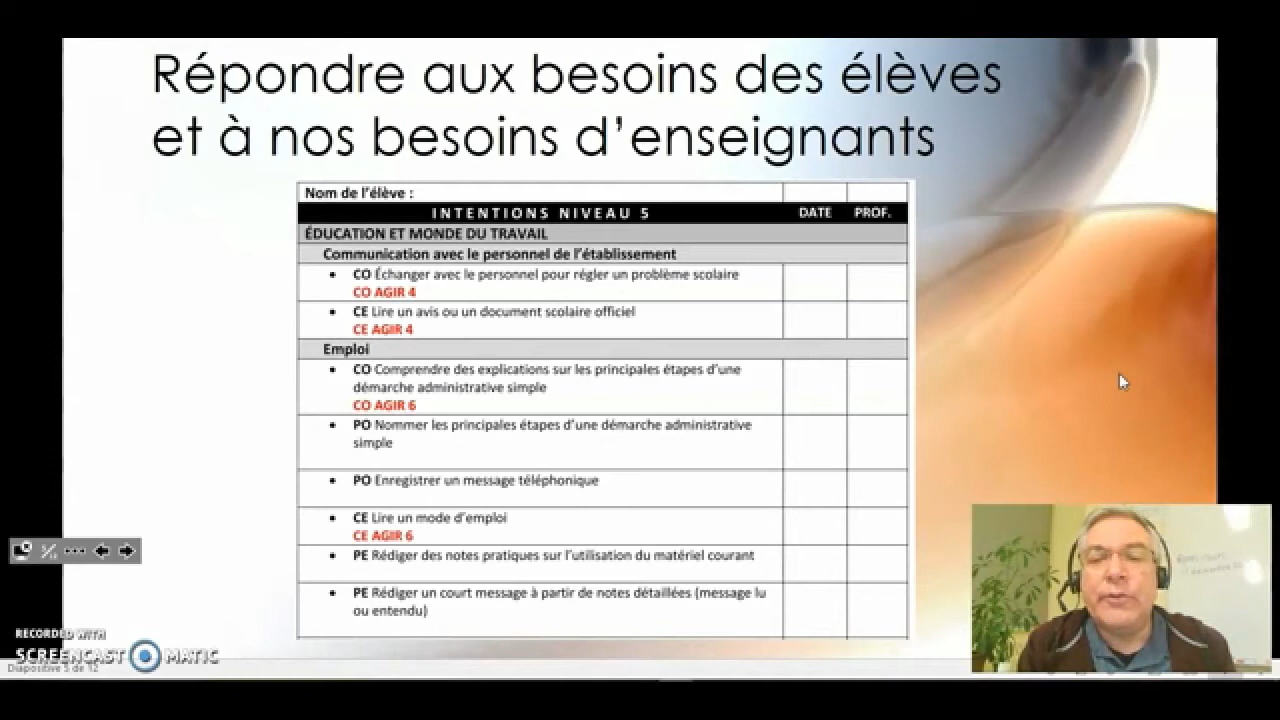 Répondre aux besoins des élèves
et à nos besoins d'enseignants
Nom de l'élève :
INTENTIONS NIVEAU 5 DATE PROF.
ÉDUCATION ET MONDE DU TRAVAIL
Communication avec le personnel de l'établissement
• CO Échanger avec le personnel pour régler un problème scolaire
CO AGIR 4
• CE Lire un avis ou un document scolaire officiel
CE AGIR 4
Emploi
• CO Comprendre des explications sur les principales étapes d'une
démarche administrative simple
CO AGIR 6
• PO Nommer les principales étapes d'une démarche administrative
simple
• PO Enregistrer un message téléphonique
• CE Lire un mode d'emploi
CE AGIR 6
• PE Rédiger des notes pratiques sur l'utilisation du matériel courant
• PE Rédiger un court message à partir de notes détaillées (message lu
ou entendu)
RECORDED WITH
SCREENCAST MATIC
Diapositive 5 de 12